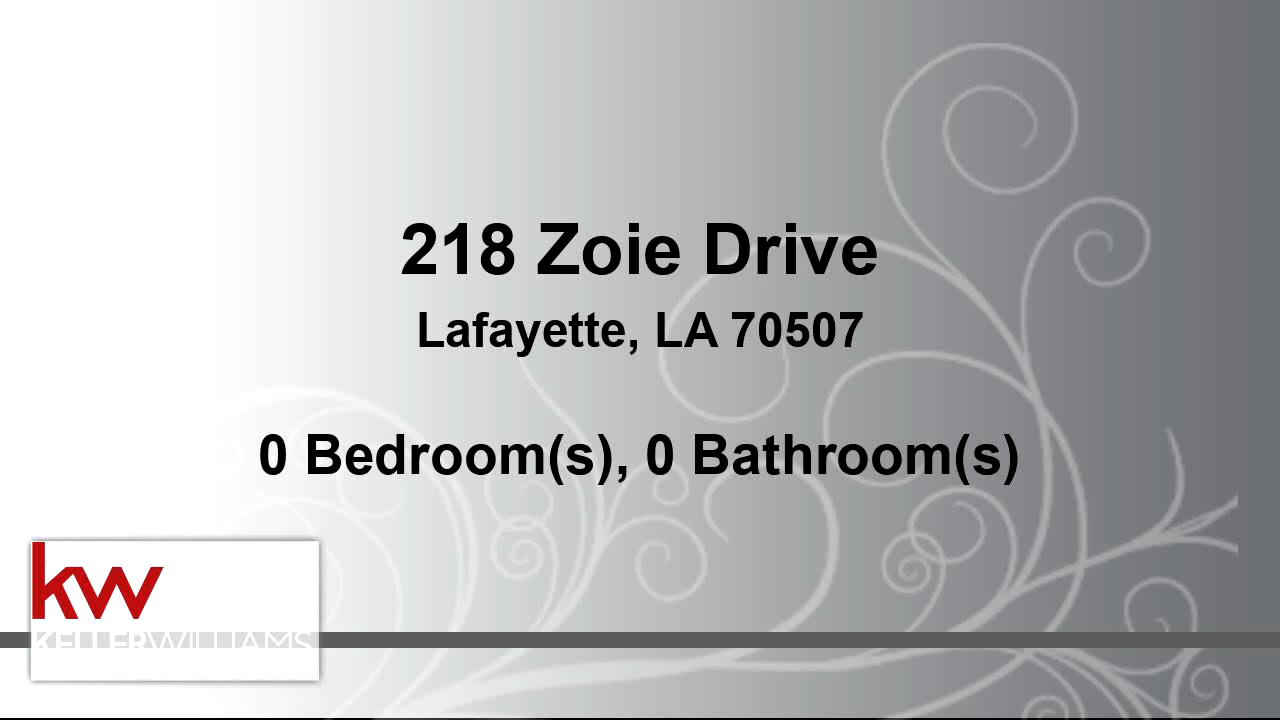 218 Zoie Drive
Lafayette, LA 70507
0 Bedroom(s), 0 Bathroom(s)
kw
KELLERWILLIAMS